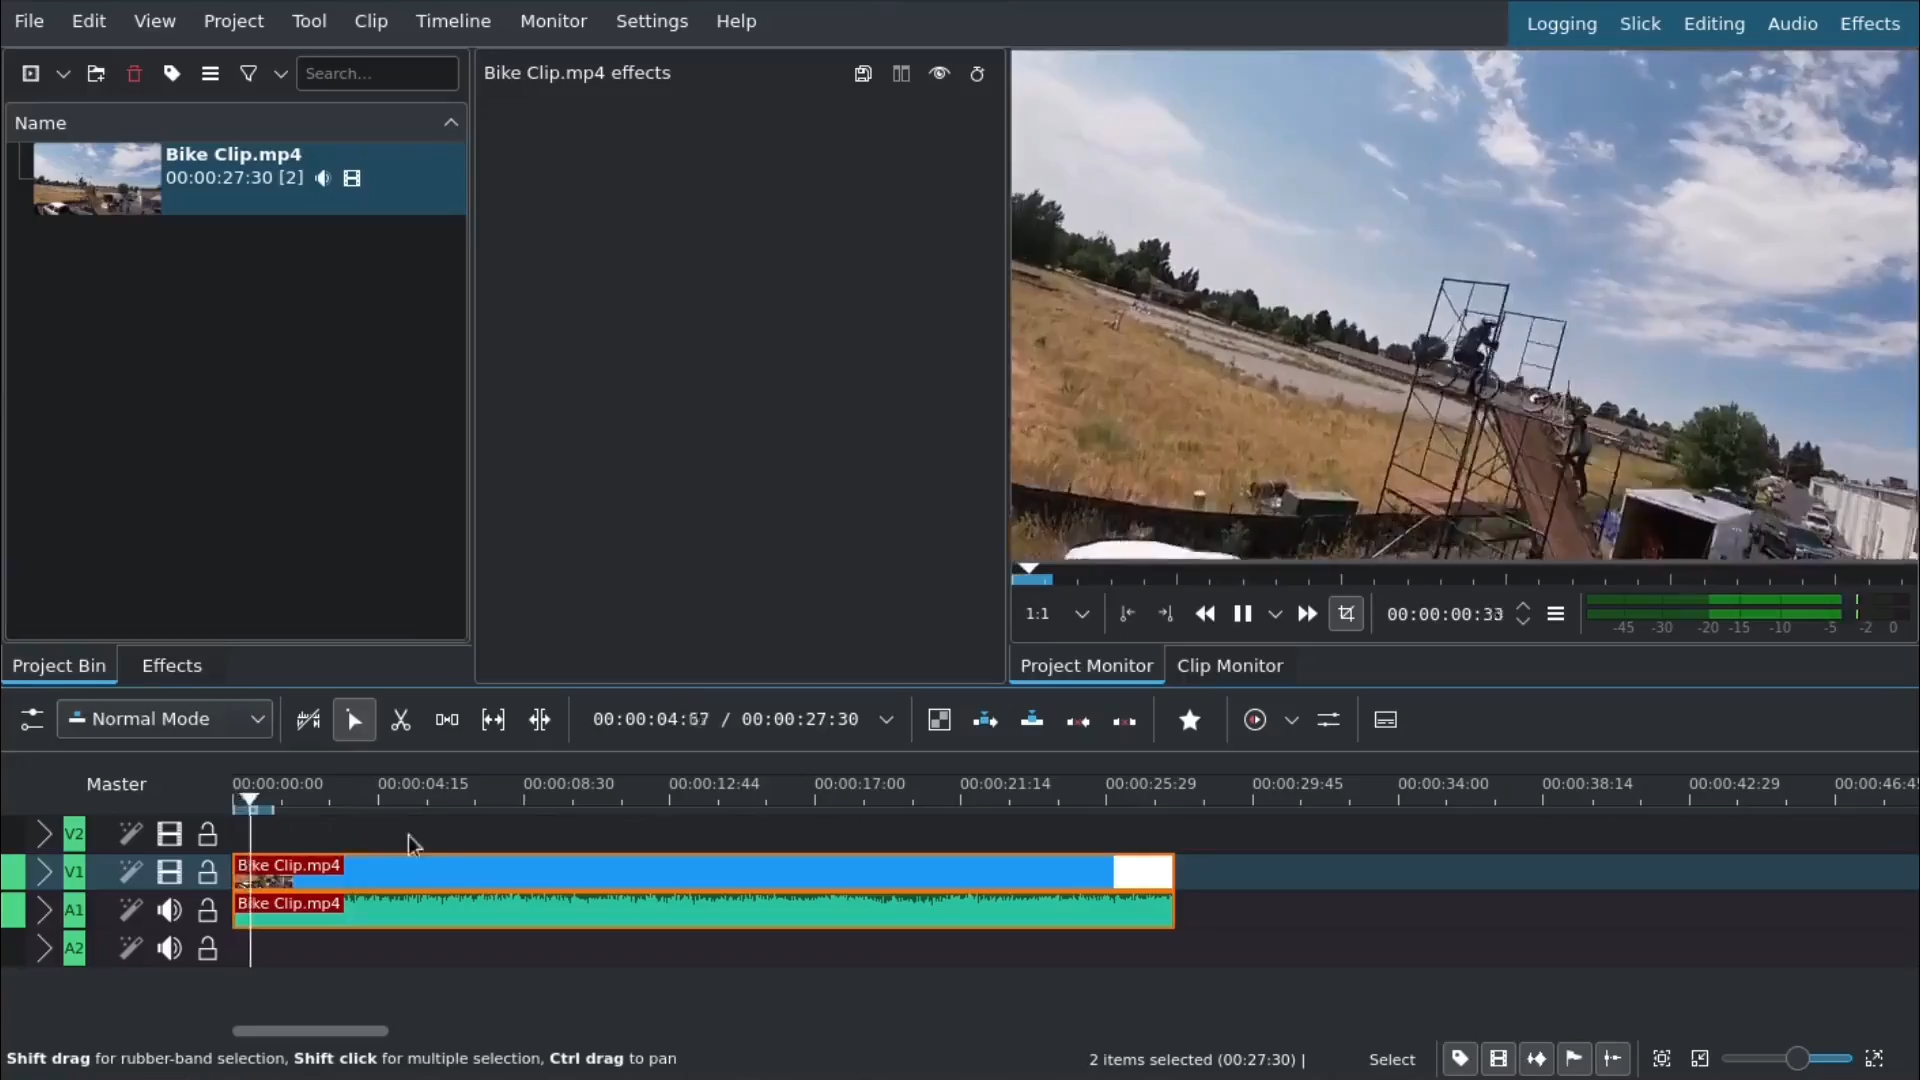 File Edit View Project Tool Clip Timeline Monitor Settings Help
Logging Slick Editing Audio Effects
Search...
Bike Clip.mp4 effects
Name
Bike Clip.mp4
00:00:27:30 [2]
1:1
00:00:00:33
-45 -30 -20 -15 -10 -5 -2 0
Project Bin Effects
Project Monitor Clip Monitor
Normal Mode
00:00:04:67 / 00:00:27:30
Master
00:00:00:00 00:00:04:15 00:00:08:30 00:00:12:44 00:00:17:00 00:00:21:14 00:00:25:29 00:00:29:45 00:00:34:00 00:00:38:14 00:00:42:29 00:00:46:4
V2
V1
Bike Clip.mp4
A1
Bike Clip.mp4
A2
Shift drag for rubber-band selection, Shift click for multiple selection, Ctrl drag to pan
2 items selected (00:27:30) |
Select